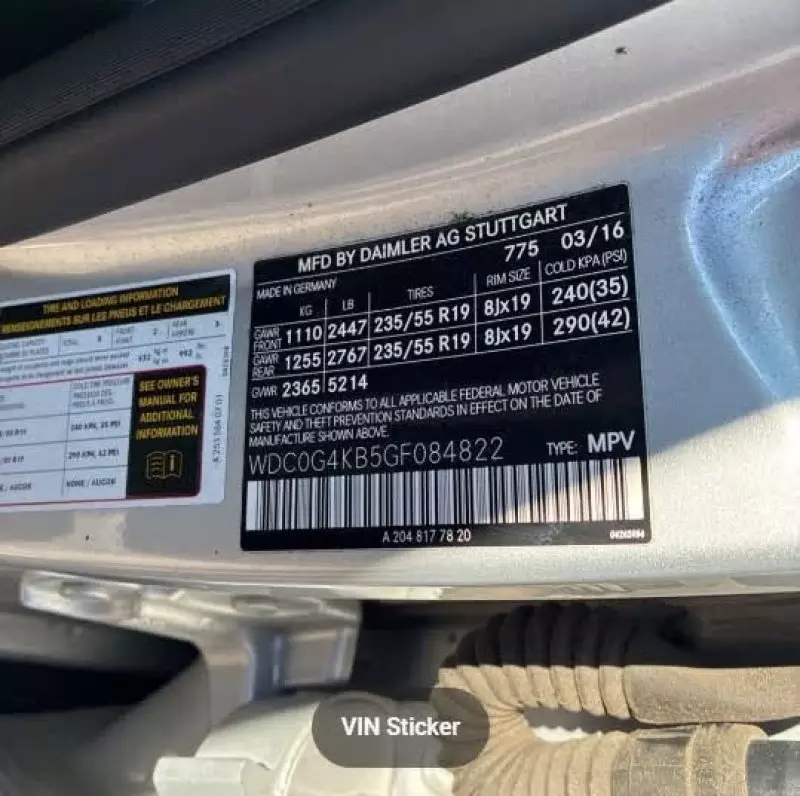 MFD BY DAIMLER AG STUTTGART
MADE IN GERMANY 775 03/16
KG LB TIRES RIM SIZE COLD KPA(PSI)
GAWR FRONT 1110 2447 235/55 R19 8Jx19 240(35)
GAWR REAR 1255 2767 235/55 R19 8Jx19 290(42)
GVWR 2365 5214
THIS VEHICLE CONFORMS TO ALL APPLICABLE FEDERAL MOTOR VEHICLE
SAFETY AND THEFT PREVENTION STANDARDS IN EFFECT ON THE DATE OF
MANUFACTURE SHOWN ABOVE.
WDC0G4KB5GF084822 TYPE: MPV
A 204 817 78 20
TIRE AND LOADING INFORMATION
RENSEIGNEMENTS SUR LES PNEUS ET LE CHARGEMENT
SEE OWNER'S
MANUAL FOR
ADDITIONAL
INFORMATION
VIN Sticker